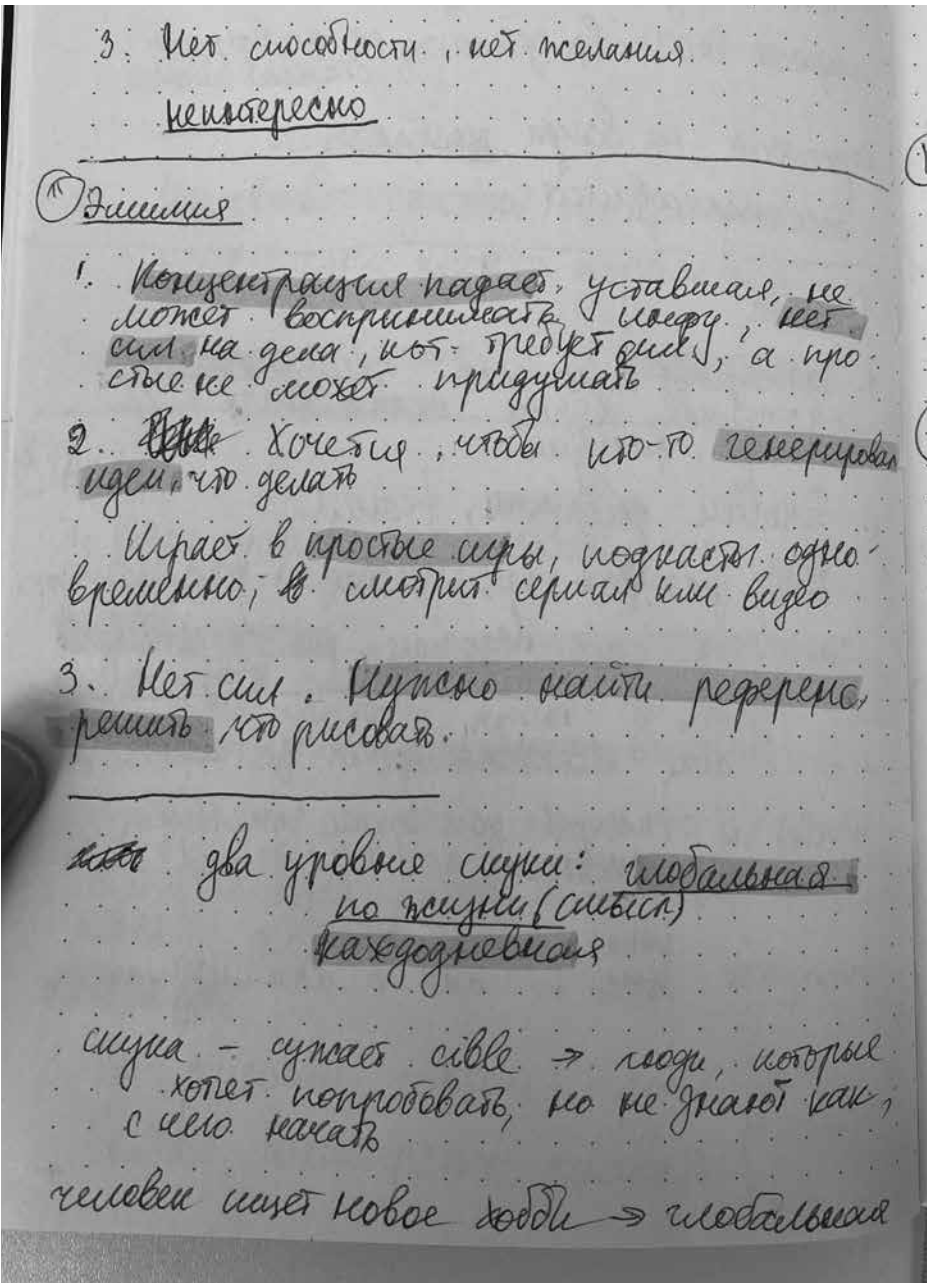 3. Нет способности, нет желания
неинтересно
11 Эмилия
1. Концентрация падает, уставшая, не
может воспринимать инфу, нет
сил на дела, кот. требует сил, а про-
стые не может придумать
2. Хочется, чтобы кто-то генерировал
идеи, что делать
Играет в простые игры, подкасты одно-
временно, смотрит сериал или видео
3. Нет сил. Нужно найти референс,
решить что рисовать.
два уровня скуки: глобальная
по жизни (смысл)
каждодневная
скука - сужает cible → люди, которые
хотят попробовать, но не знают как,
с чего начать
человек ищет новое хобби → глобальная